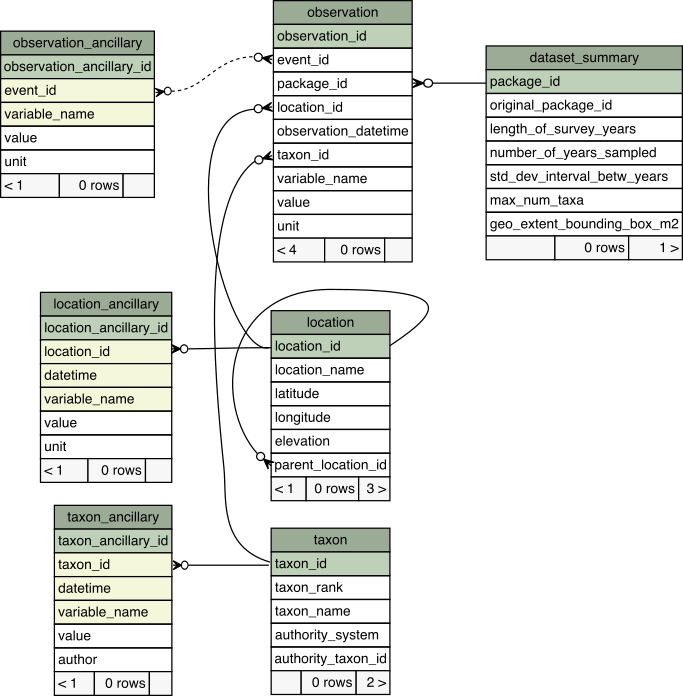 observation
observation_id
event_id
package_id
location_id
observation_datetime
taxon_id
variable_name
value
unit
< 4 0 rows
observation_ancillary
observation_ancillary_id
event_id
variable_name
value
unit
< 1 0 rows
dataset_summary
package_id
original_package_id
length_of_survey_years
number_of_years_sampled
std_dev_interval_betw_years
max_num_taxa
geo_extent_bounding_box_m2
0 rows 1 >
location_ancillary
location_ancillary_id
location_id
datetime
variable_name
value
unit
< 1 0 rows
location
location_id
location_name
latitude
longitude
elevation
parent_location_id
< 1 0 rows 3 >
taxon_ancillary
taxon_ancillary_id
taxon_id
datetime
variable_name
value
author
< 1 0 rows
taxon
taxon_id
taxon_rank
taxon_name
authority_system
authority_taxon_id
0 rows 2 >